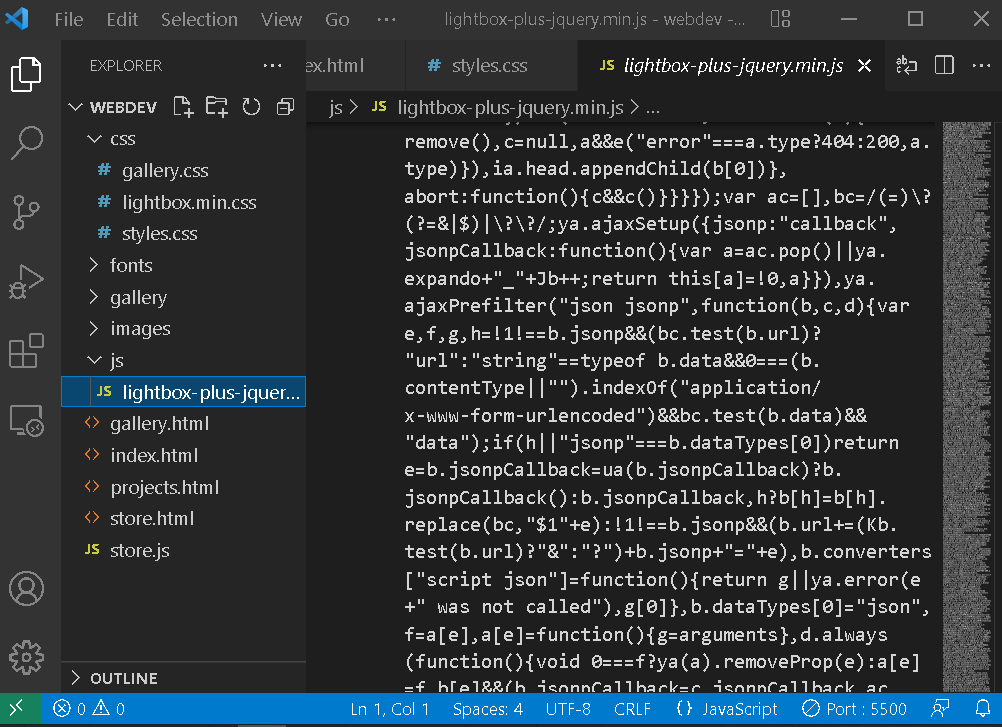 File Edit Selection View Go ··· lightbox-plus-jquery.min.js - webdev -...
EXPLORER ···
ex.html # styles.css JS lightbox-plus-jquery.min.js ···
WEBDEV
js > JS lightbox-plus-jquery.min.js > ...
css
# gallery.css
# lightbox.min.css
# styles.css
fonts
gallery
images
js
JS lightbox-plus-jquer...
<> gallery.html
<> index.html
<> projects.html
<> store.html
JS store.js
OUTLINE
remove(),c=null,a&&e("error"===a.type?404:200,a.
type)}),ia.head.appendChild(b[0])},
abort:function(){c&&c()}}}});var ac=[],bc=/(=)\?
(?=&|$)|\?\?/;ya.ajaxSetup({jsonp:"callback",
jsonpCallback:function(){var a=ac.pop()||ya.
expando+"_"+Jb++;return this[a]=!0,a}}),ya.
ajaxPrefilter("json jsonp",function(b,c,d){var
e,f,g,h=!1!==b.jsonp&&(bc.test(b.url)?
"url":"string"==typeof b.data&&0===(b.
contentType||"").indexOf("application/
x-www-form-urlencoded")&&bc.test(b.data)&&
"data");if(h||"jsonp"===b.dataTypes[0])return
e=b.jsonpCallback=ua(b.jsonpCallback)?b.
jsonpCallback():b.jsonpCallback,h?b[h]=b[h].
replace(bc,"$1"+e):!1!==b.jsonp&&(b.url+=(Kb.
test(b.url)?"&":"?")+b.jsonp+"="+e),b.converters
["script json"]=function(){return g||ya.error(e
+" was not called"),g[0]},b.dataTypes[0]="json",
f=a[e],a[e]=function(){g=arguments},d.always
(function(){void 0===f?ya(a).removeProp(e):a[e]
=f,b[e]&&(b.jsonpCallback=c.jsonpCallback,ac.
0 0 Ln 1, Col 1 Spaces: 4 UTF-8 CRLF {} JavaScript Port : 5500